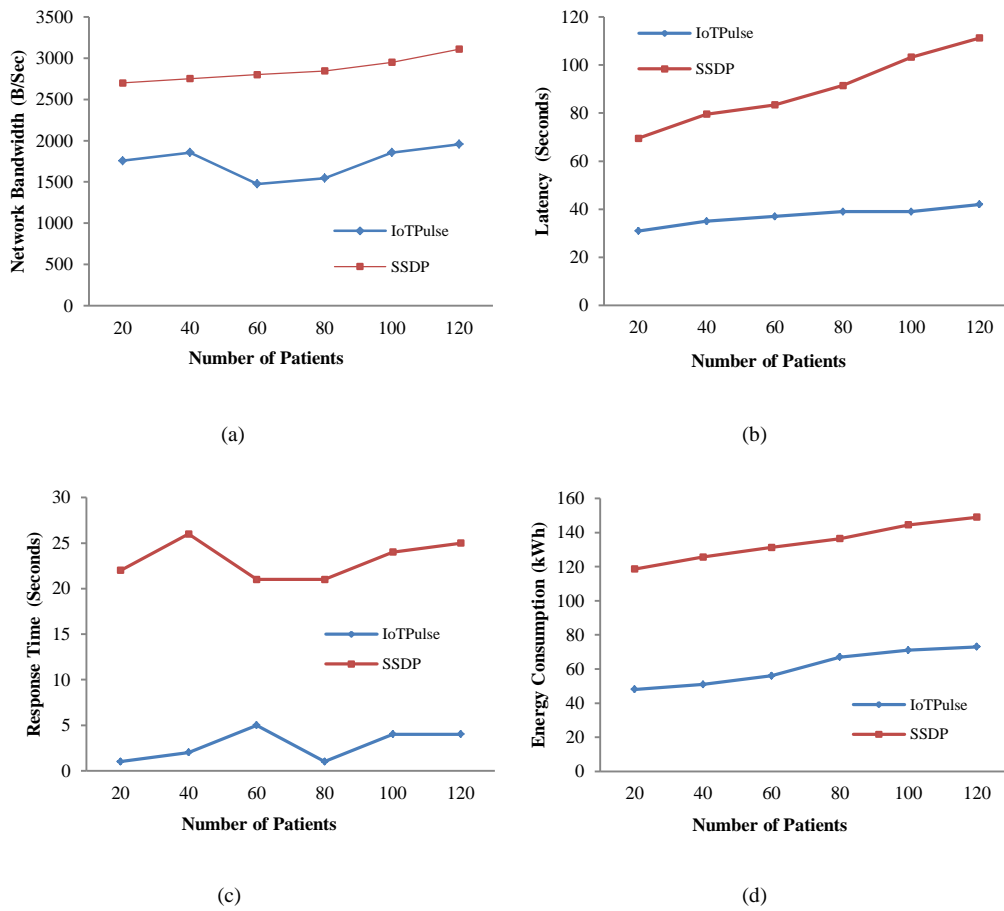 3500
3000
2500
2000
1500
1000
500
0
Network Bandwidth (B/Sec)
IoTPulse
SSDP
20 40 60 80 100 120
Number of Patients
(a)
120
100
80
60
40
20
0
Latency (Seconds)
IoTPulse
SSDP
20 40 60 80 100 120
Number of Patients
(b)
30
25
20
15
10
5
0
Response Time (Seconds)
IoTPulse
SSDP
20 40 60 80 100 120
Number of Patients
(c)
160
140
120
100
80
60
40
20
0
Energy Consumption (kWh)
IoTPulse
SSDP
20 40 60 80 100 120
Number of Patients
(d)